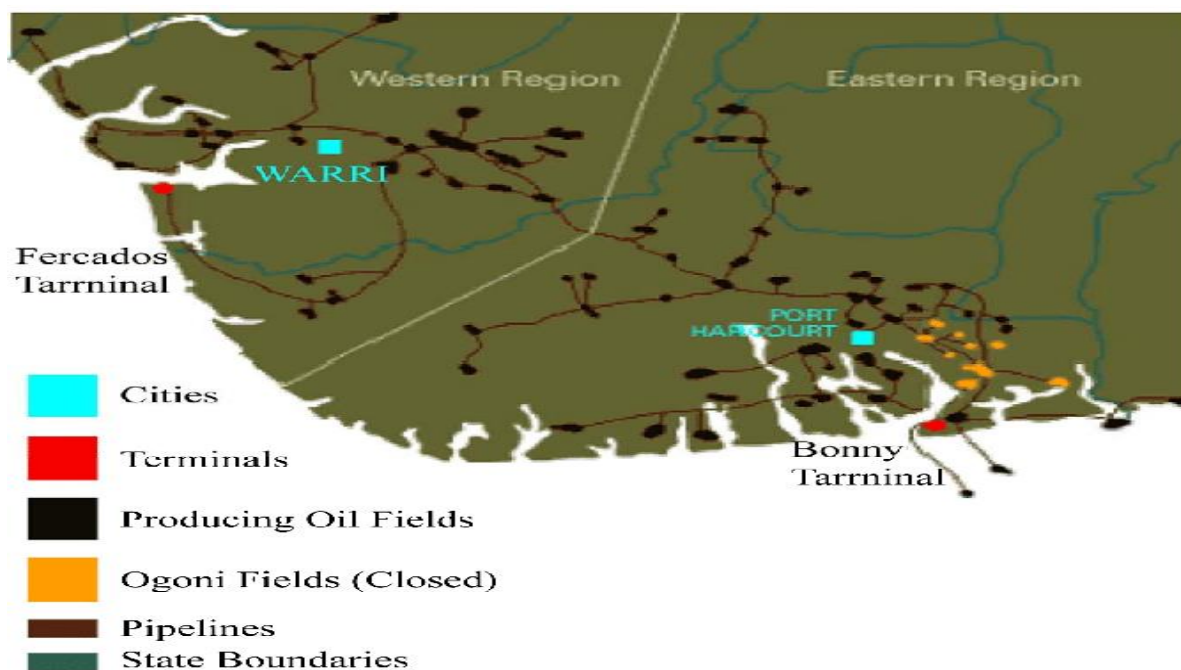 Western Region
Eastern Region
WARRI
Fercados
Tarrninal
PORT
HARCOURT
Cities
Terminals
Bonny
Tarrninal
Producing Oil Fields
Ogoni Fields (Closed)
Pipelines
State Boundaries